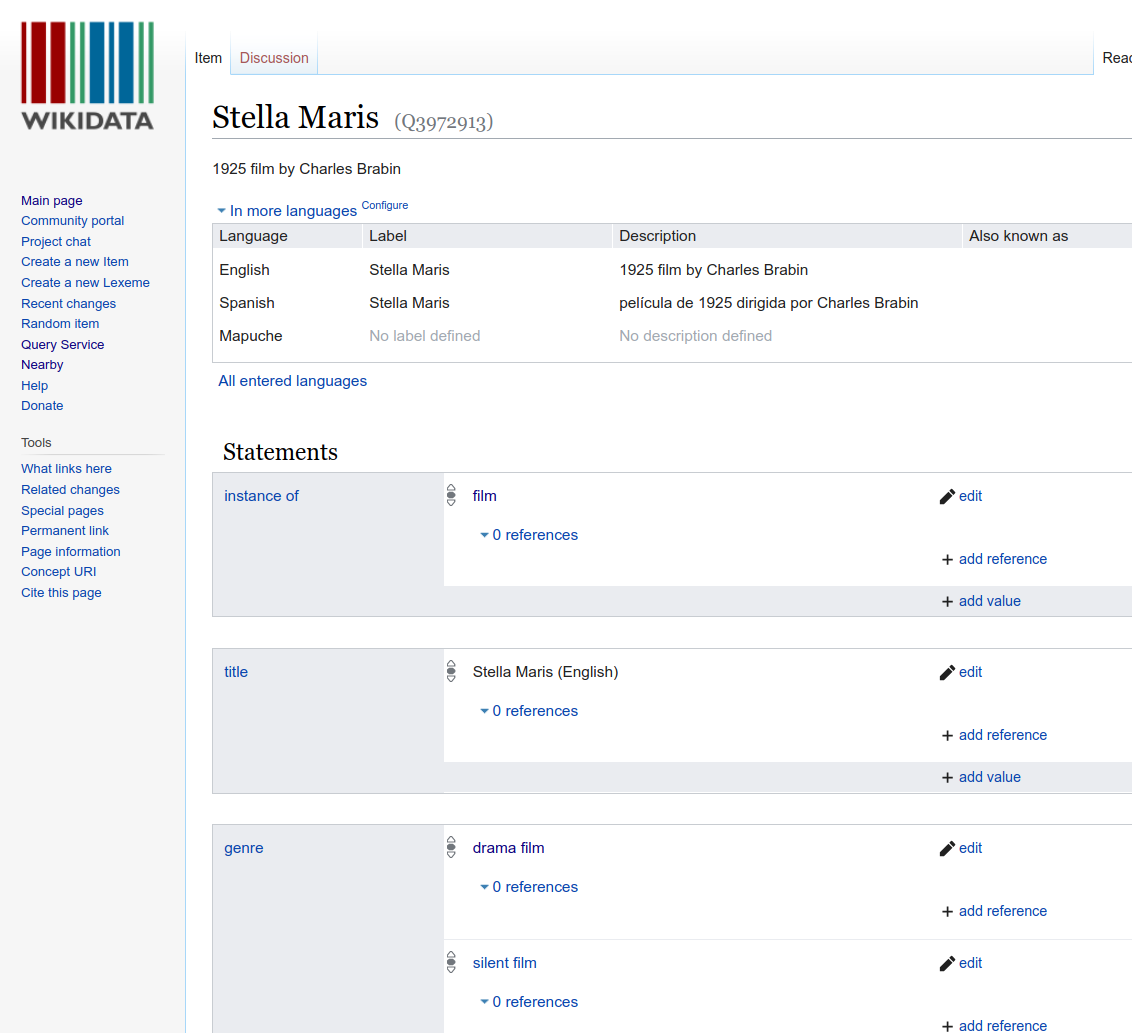 WIKIDATA
Item Discussion
Stella Maris (Q3972913)
1925 film by Charles Brabin
In more languages Configure
Language Label Description Also known as
English Stella Maris 1925 film by Charles Brabin
Spanish Stella Maris película de 1925 dirigida por Charles Brabin
Mapuche No label defined No description defined
All entered languages
Main page
Community portal
Project chat
Create a new Item
Create a new Lexeme
Recent changes
Random item
Query Service
Nearby
Help
Donate
Tools
What links here
Related changes
Special pages
Permanent link
Page information
Concept URI
Cite this page
Statements
instance of film edit
0 references
+ add reference
+ add value
title Stella Maris (English) edit
0 references
+ add reference
+ add value
genre drama film edit
0 references
+ add reference
silent film edit
0 references
+ add reference